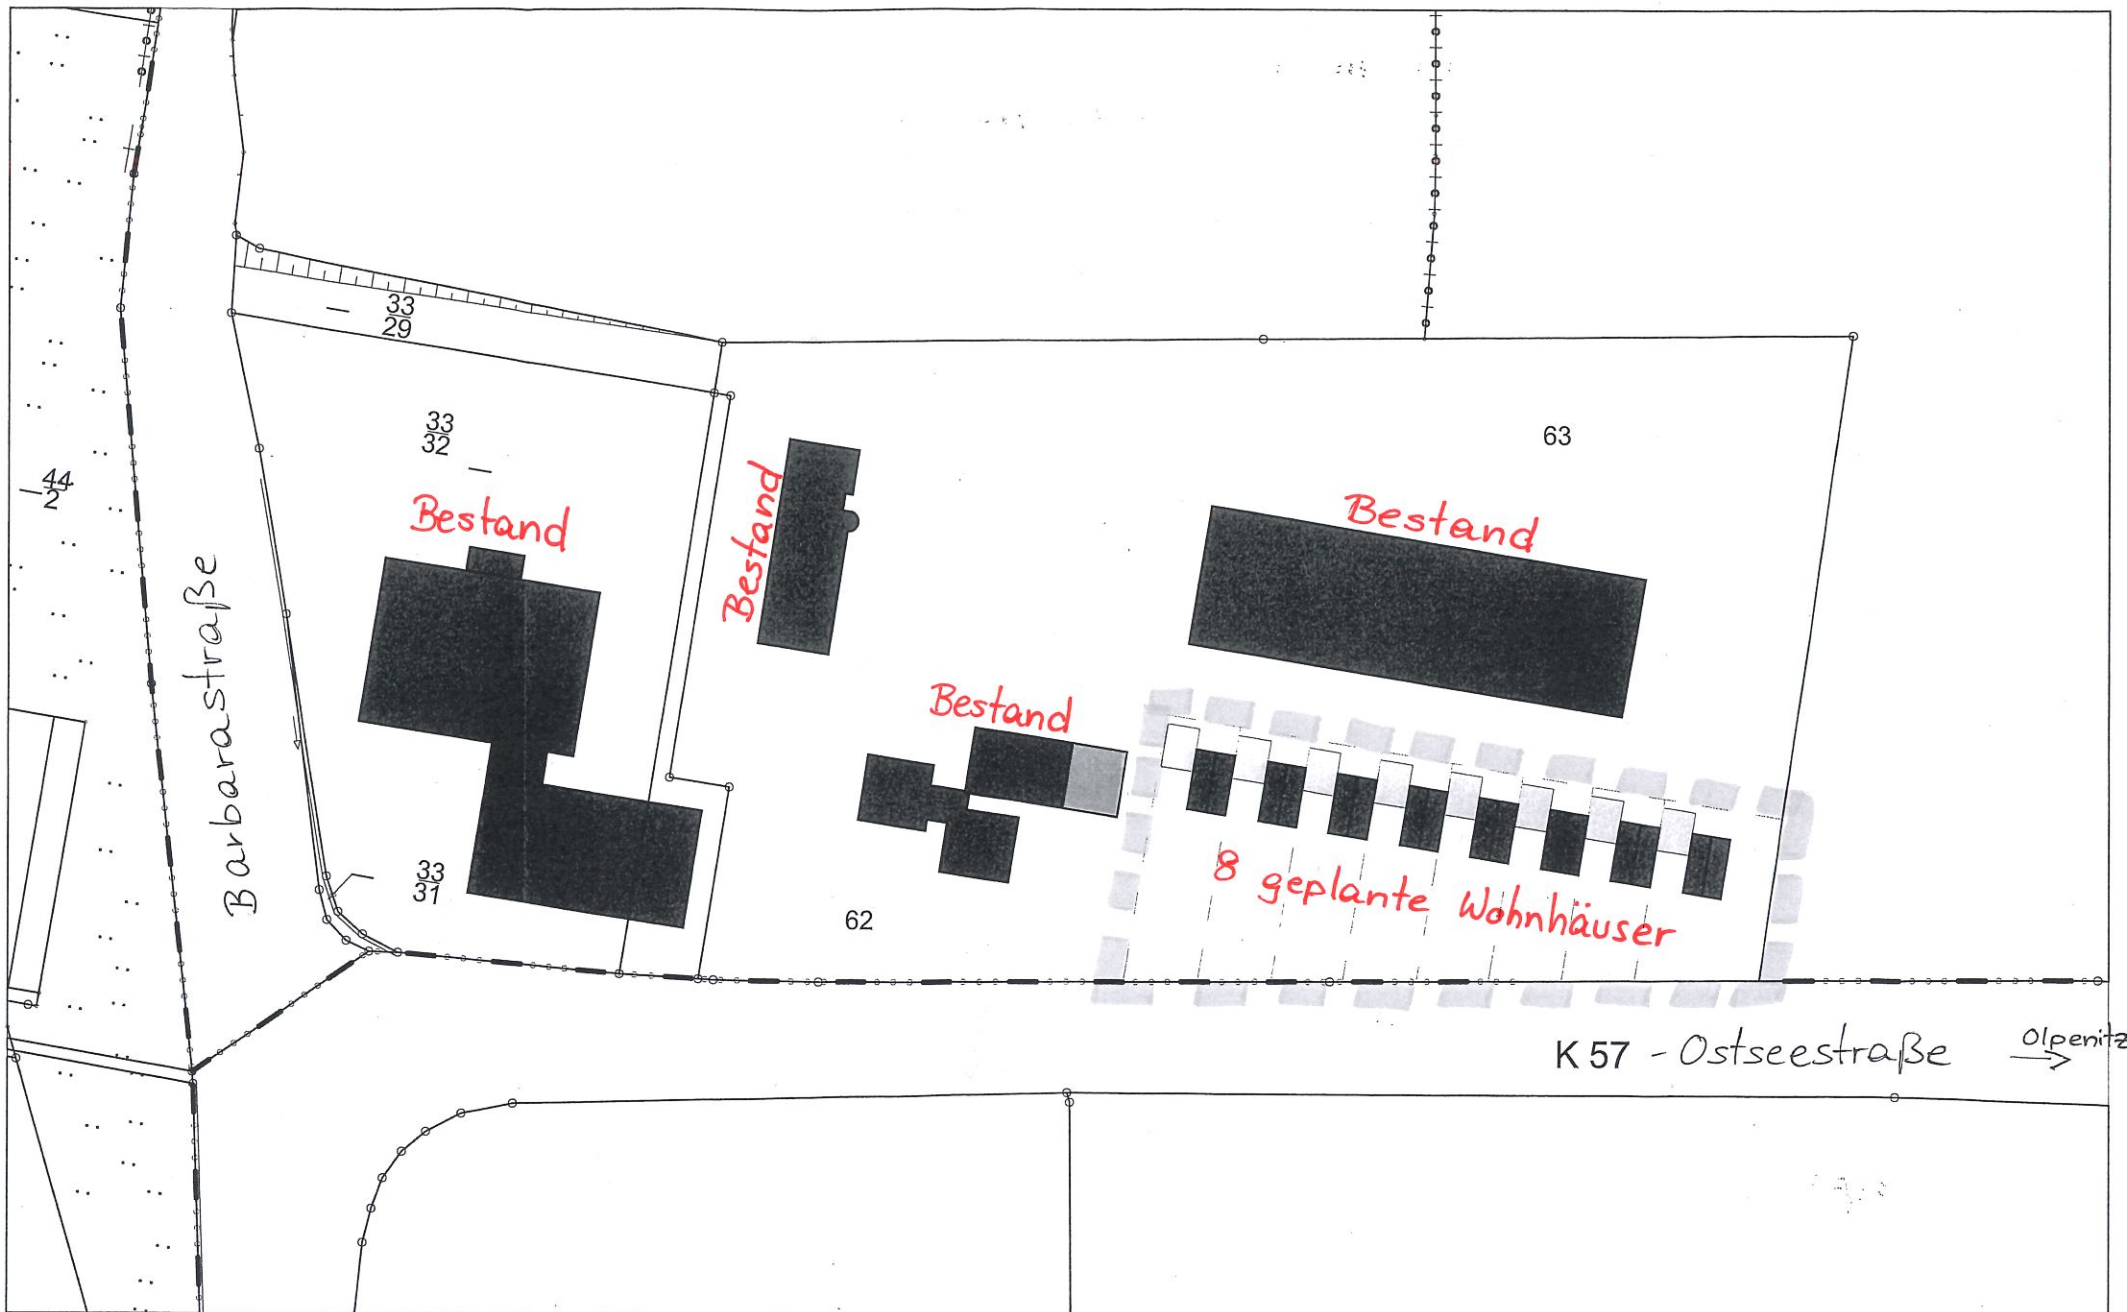 33
29
33
32
63
44
2
Bestand
Bestand
Bestand
Bestand
Barbarastraße
33
31
62
8 geplante Wohnhäuser
K 57 - Ostseestraße
Olpenitz